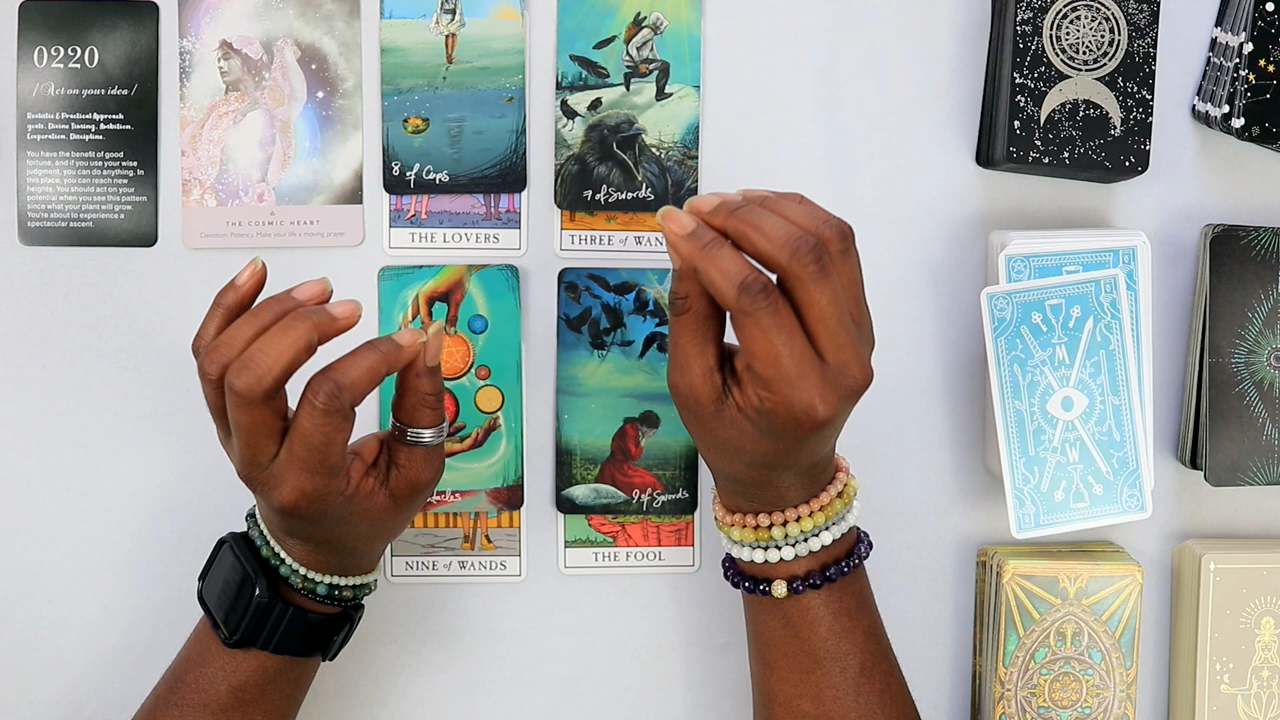 0220
/ Act on your idea /
Realistic & Practical Approach
goals. Divine Timing. Ambition.
Cooperation. Discipline.
You have the benefit of good
fortune, and if you use your wise
judgment, you can do anything. In
this place, you can reach new
heights. You should act on your
potential when you see this pattern
since what your plant will grow.
You're about to experience a
spectacular ascent.
THE COSMIC HEART
Devotion. Potency. Make your life a moving prayer.
8 of Cups
THE LOVERS
7 of Swords
THREE of WAN
tacles
NINE of WANDS
9 of Swords
THE FOOL